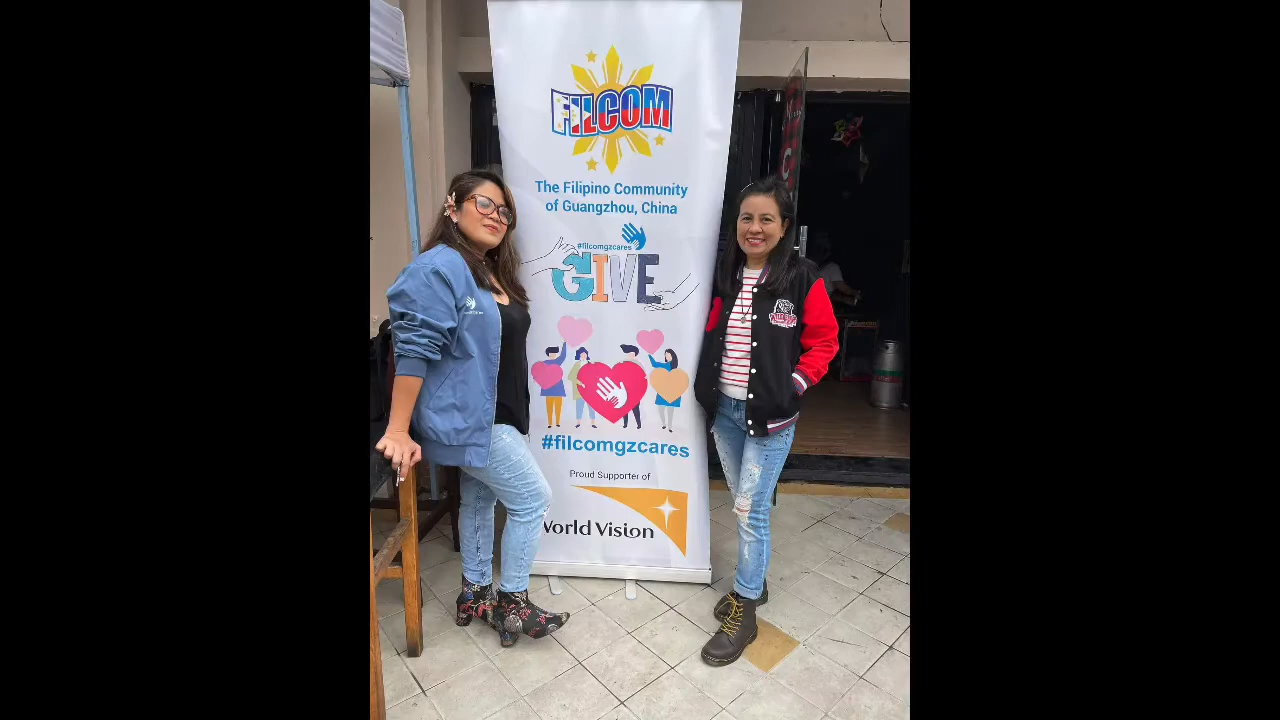 FILCOM
The Filipino Community
of Guangzhou, China
#filcomgzcares
GIVE
#filcomgzcares
Proud Supporter of
World Vision